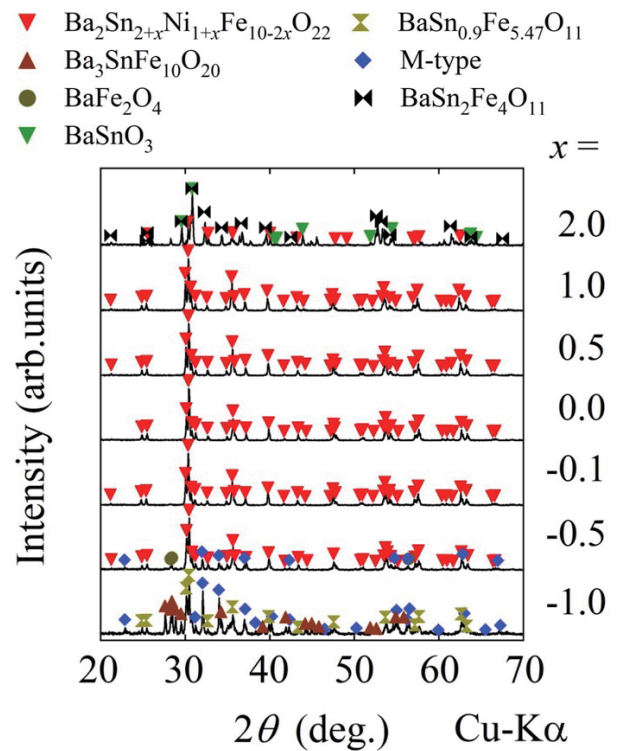 Ba₂Sn₂₊ₓNi₁₊ₓFe₁₀₋₂ₓO₂₂
BaSn₀.₉Fe₅.₄₇O₁₁
Ba₃SnFe₁₀O₂₀
M-type
BaFe₂O₄
BaSn₂Fe₄O₁₁
BaSnO₃
x =
2.0
1.0
0.5
0.0
-0.1
-0.5
-1.0
Intensity (arb.units)
20 30 40 50 60 70
2θ (deg.) Cu-Kα